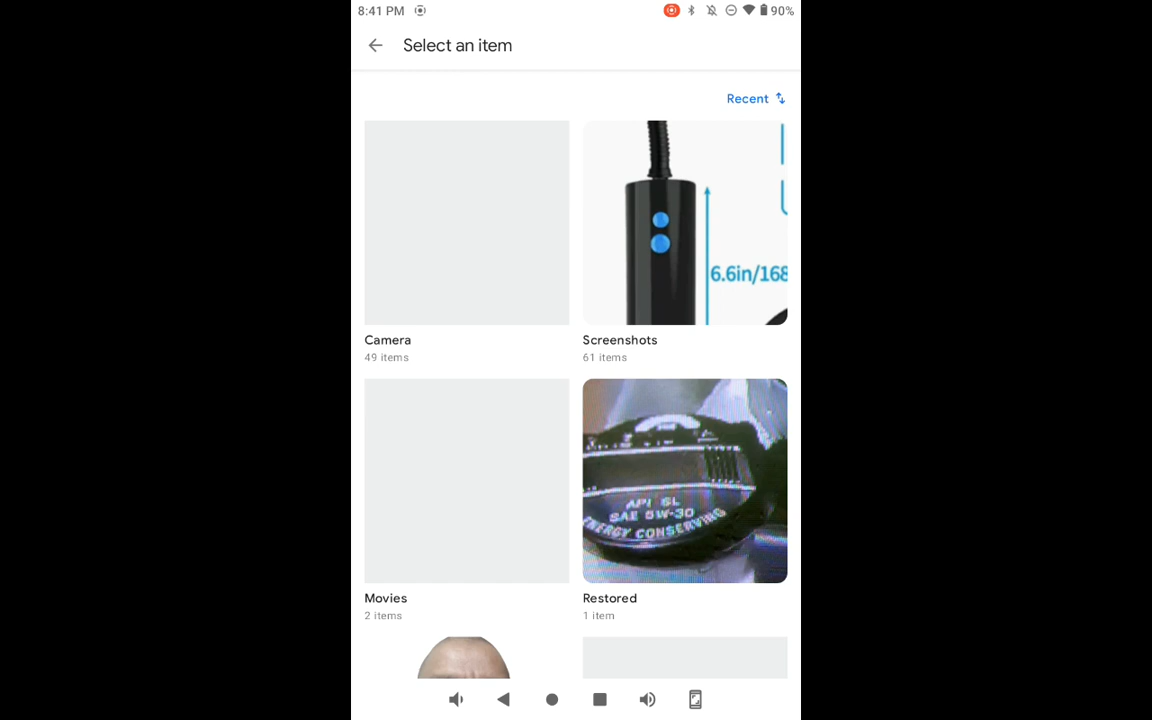 8:41 PM
90%
Select an item
Recent
6.6in/168
Camera
49 items
Screenshots
61 items
API SL
SAE 5W-30
ENERGY CONSERVING
Movies
2 items
Restored
1 item